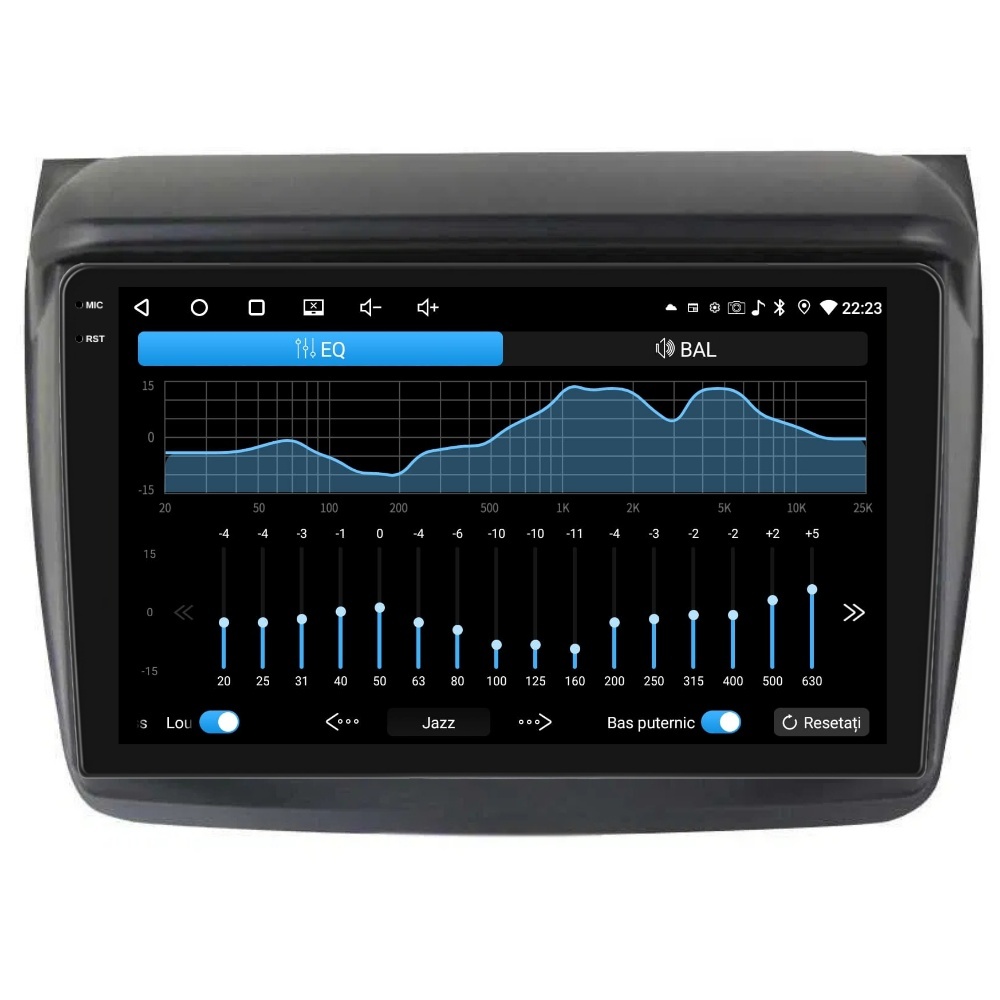 MIC
22:23
RST
EQ
BAL
15
0
-15
20 50 100 200 500 1K 2K 5K 10K 25K
-4 -4 -3 -1 0 -4 -6 -10 -10 -11 -4 -3 -2 -2 +2 +5
15
0
-15
20 25 31 40 50 63 80 100 125 160 200 250 315 400 500 630
s Lou Jazz Bas puternic Resetați